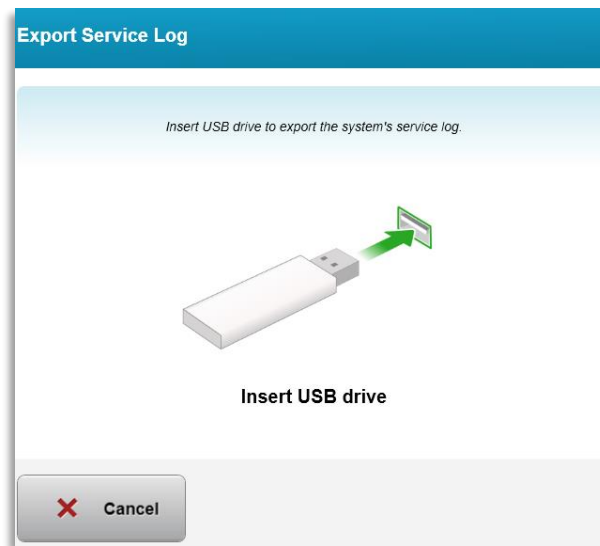 Export Service Log
Insert USB drive to export the system's service log.
Insert USB drive
Cancel